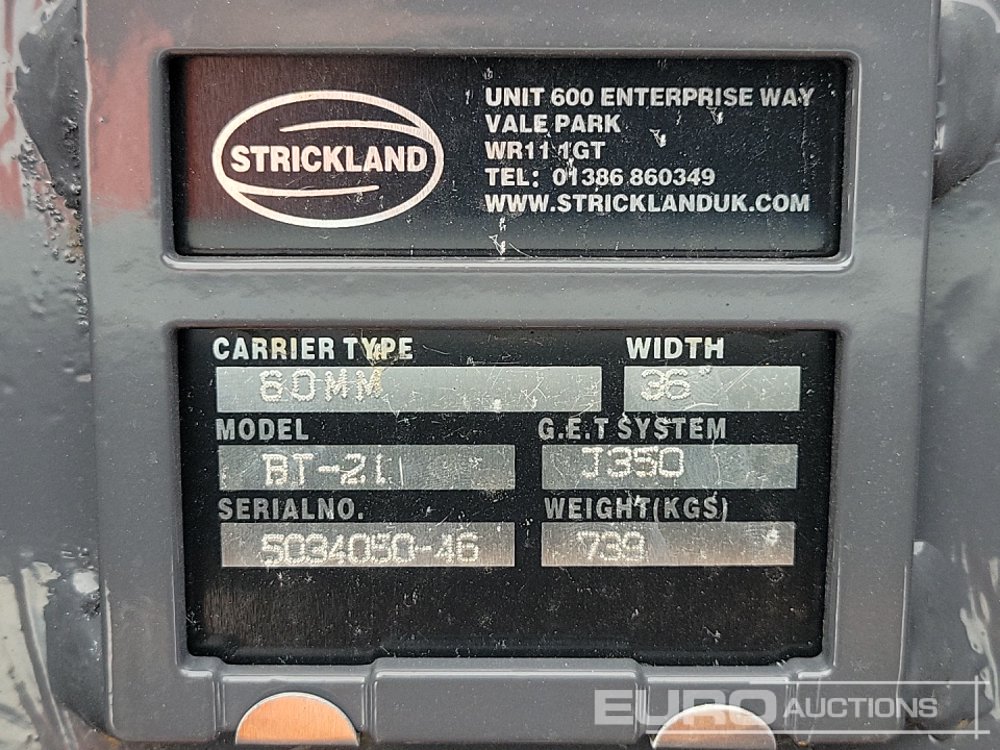 STRICKLAND
UNIT 600 ENTERPRISE WAY
VALE PARK
WR11 1GT
TEL: 01386 860349
WWW.STRICKLANDUK.COM
CARRIER TYPE WIDTH
80MM 36"
MODEL G.E.T SYSTEM
BT-21 J350
SERIALNO. WEIGHT(KGS)
5034050-46 739
EURO AUCTIONS